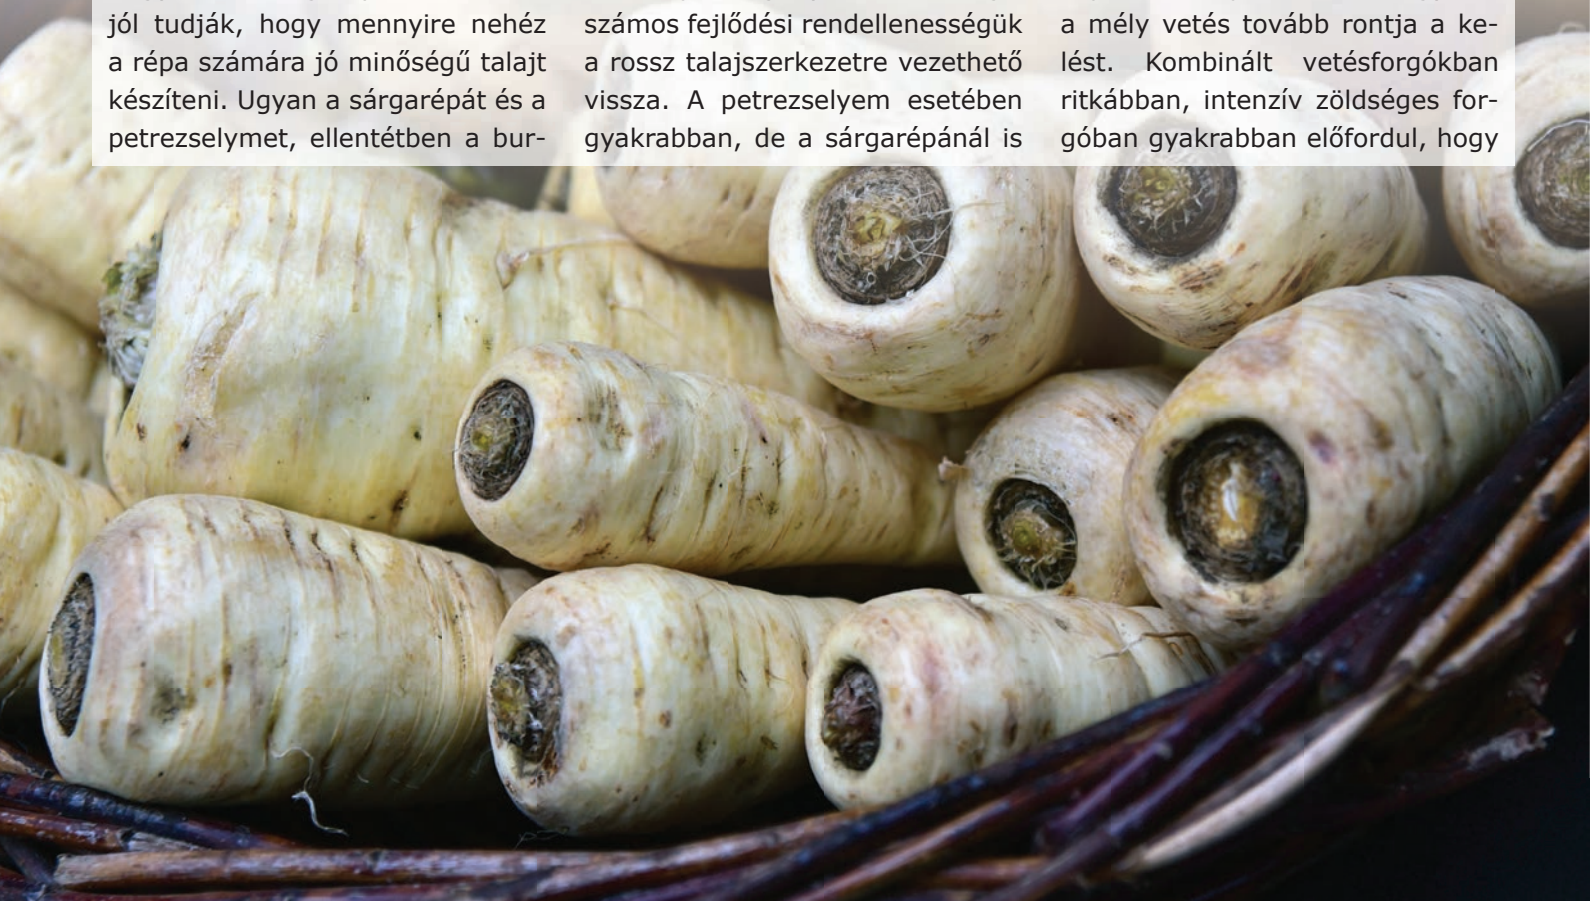 jól tudják, hogy mennyire nehéz
a répa számára jó minőségű talajt
készíteni. Ugyan a sárgarépát és a
petrezselymet, ellentétben a bur-
számos fejlődési rendellenességük
a rossz talajszerkezetre vezethető
vissza. A petrezselyem esetében
gyakrabban, de a sárgarépánál is
a mély vetés tovább rontja a ke-
lést. Kombinált vetésforgókban
ritkábban, intenzív zöldséges for-
góban gyakrabban előfordul, hogy